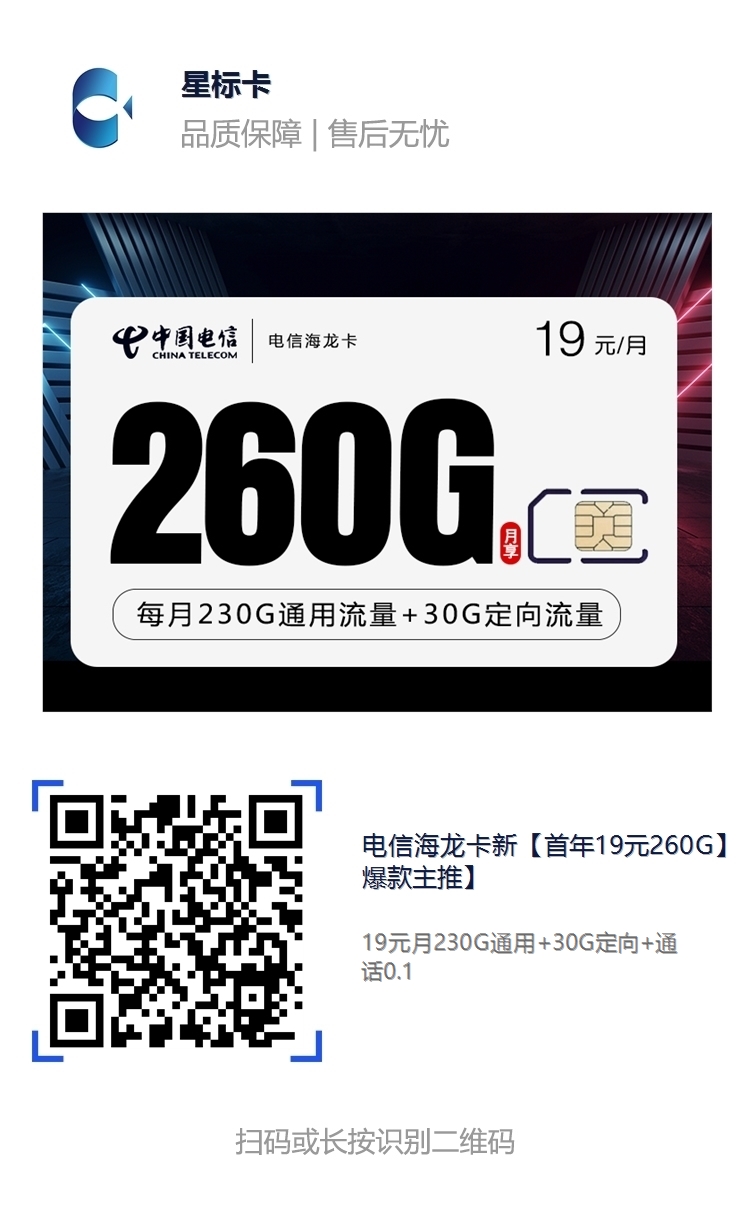 星标卡
品质保障 | 售后无忧
中国电信
CHINA TELECOM
电信海龙卡
19 元/月
260G
月享
每月230G通用流量+30G定向流量
电信海龙卡新【首年19元260G】
爆款主推】
19元月230G通用+30G定向+通
话0.1
扫码或长按识别二维码